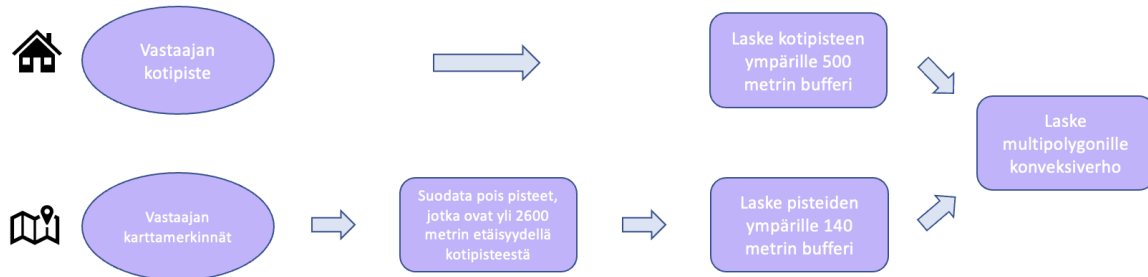 Vastaajan
kotipiste
Laske kotipisteen
ympärille 500
metrin bufferi
Laske
multipolygonille
konveksiverho
Vastaajan
karttamerkinnät
Suodata pois pisteet,
jotka ovat yli 2600
metrin etäisyydellä
kotipisteestä
Laske pisteiden
ympärille 140
metrin bufferi